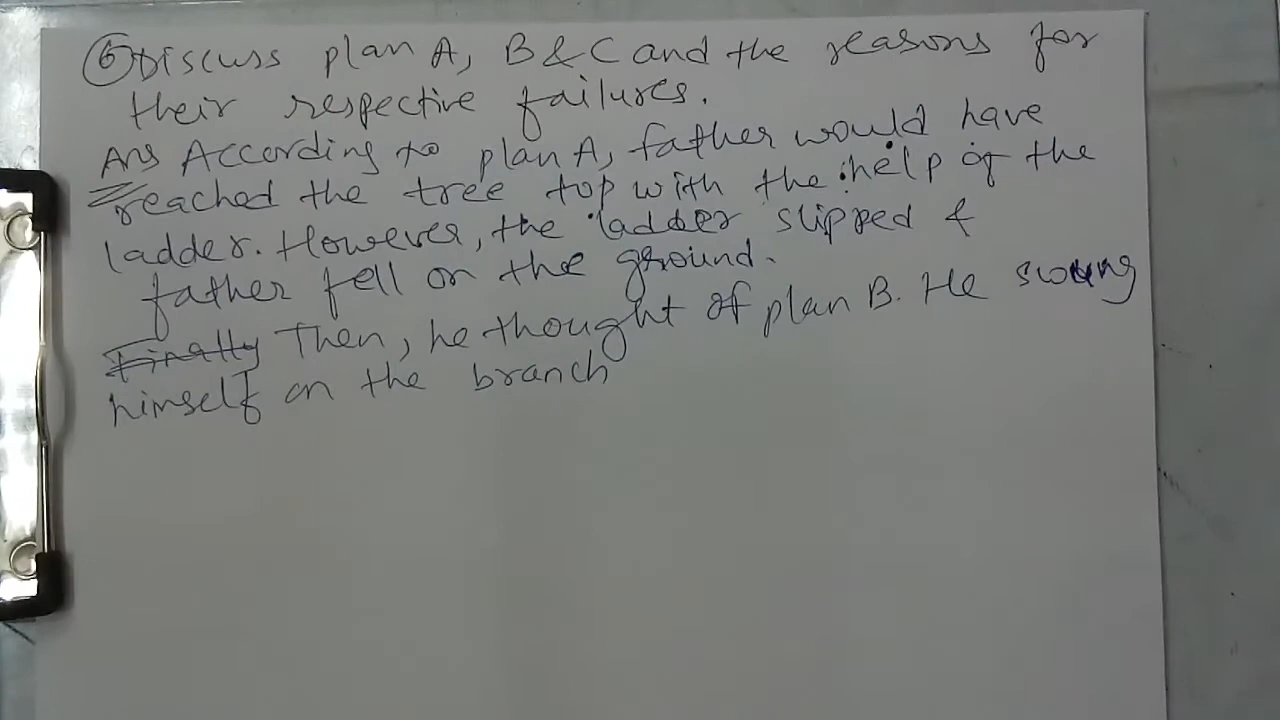 ⑥ Discuss plan A, B & C and the reasons for
their respective failures.
Ans According to plan A, father would have
reached the tree top with the help of the
ladder. However, the ladder slipped &
father fell on the ground.
Finally Then, he thought of plan B. He swung
himself on the branch